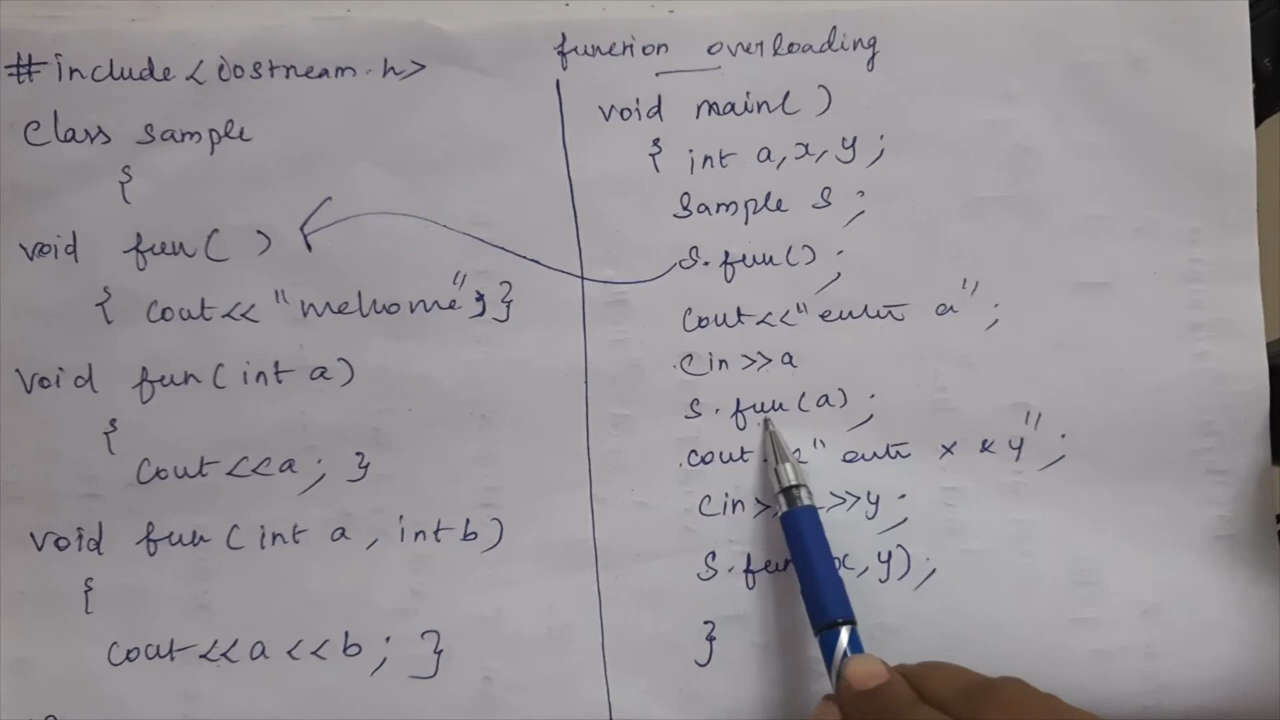 function overloading
#include <iostream.h>
class sample
{
void fun( )
{ cout<< "welcome"; }
void fun(int a)
{
cout<<a; }
void fun (int a, int b)
{
cout<<a<<b; }
void main( )
{ int a, x, y;
Sample s;
s.fun();
cout<<"enter a";
Cin>>a
s.fun(a);
cout "enter x & y";
Cin> >>y;
s.fun x, y);
}